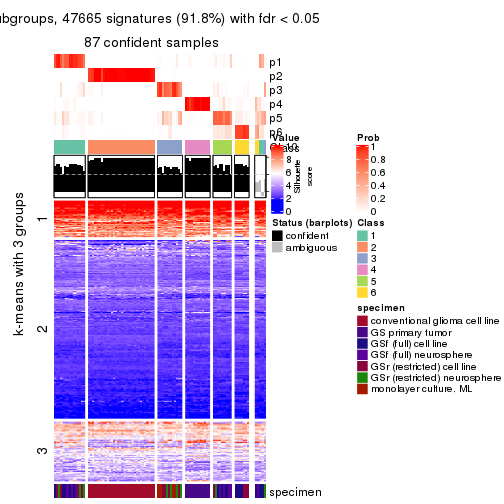 ubgroups, 47665 signatures (91.8%) with fdr < 0.05
87 confident samples
p1
p2
p3
p4
p5
p6
Class
k-means with 3 groups
1
2
3
specimen
Value
10
8
6
4
2
0
Silhouette score
Prob
1
0.8
0.6
0.4
0.2
0
Status (barplots)
confident
ambiguous
Class
1
2
3
4
5
6
specimen
conventional glioma cell line
GS primary tumor
GSf (full) cell line
GSf (full) neurosphere
GSr (restricted) cell line
GSr (restricted) neurosphere
monolayer culture, ML